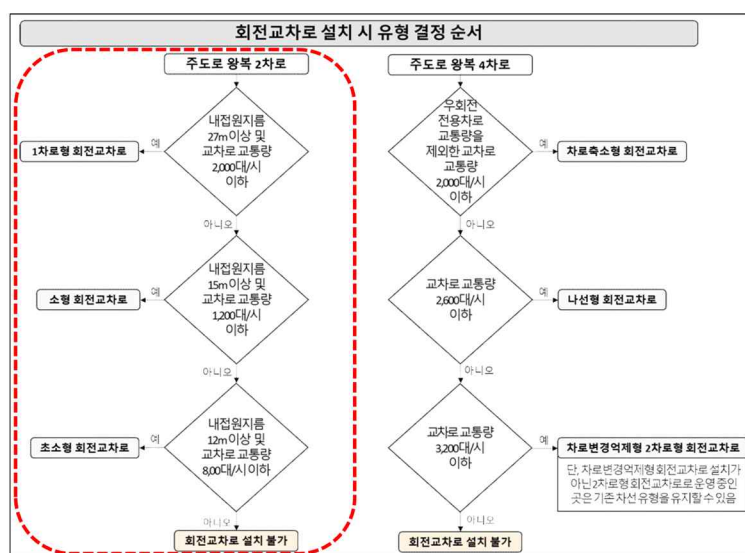 회전교차로 설치 시 유형 결정 순서
주도로 왕복 2차로
내접원지름
27m 이상 및
교차로 교통량
2,000대/시
이하
예
1차로형 회전교차로
아니오
내접원지름
15m 이상 및
교차로 교통량
1,200대/시
이하
예
소형 회전교차로
아니오
내접원지름
12m 이상 및
교차로 교통량
8,00대/시 이하
예
초소형 회전교차로
아니오
회전교차로 설치 불가
주도로 왕복 4차로
우회전
전용차로
교통량을
제외한 교차로
교통량
2,000대/시
이하
예
차로축소형 회전교차로
아니오
교차로 교통량
2,600대/시
이하
예
나선형 회전교차로
아니오
교차로 교통량
3,200대/시
이하
예
차로변경억제형 2차로형 회전교차로
단, 차로변경억제형 회전교차로 설치가
아닌 2차로형 회전교차로로 운영 중인
곳은 기존 차선 유형을 유지할 수 있음
아니오
회전교차로 설치 불가